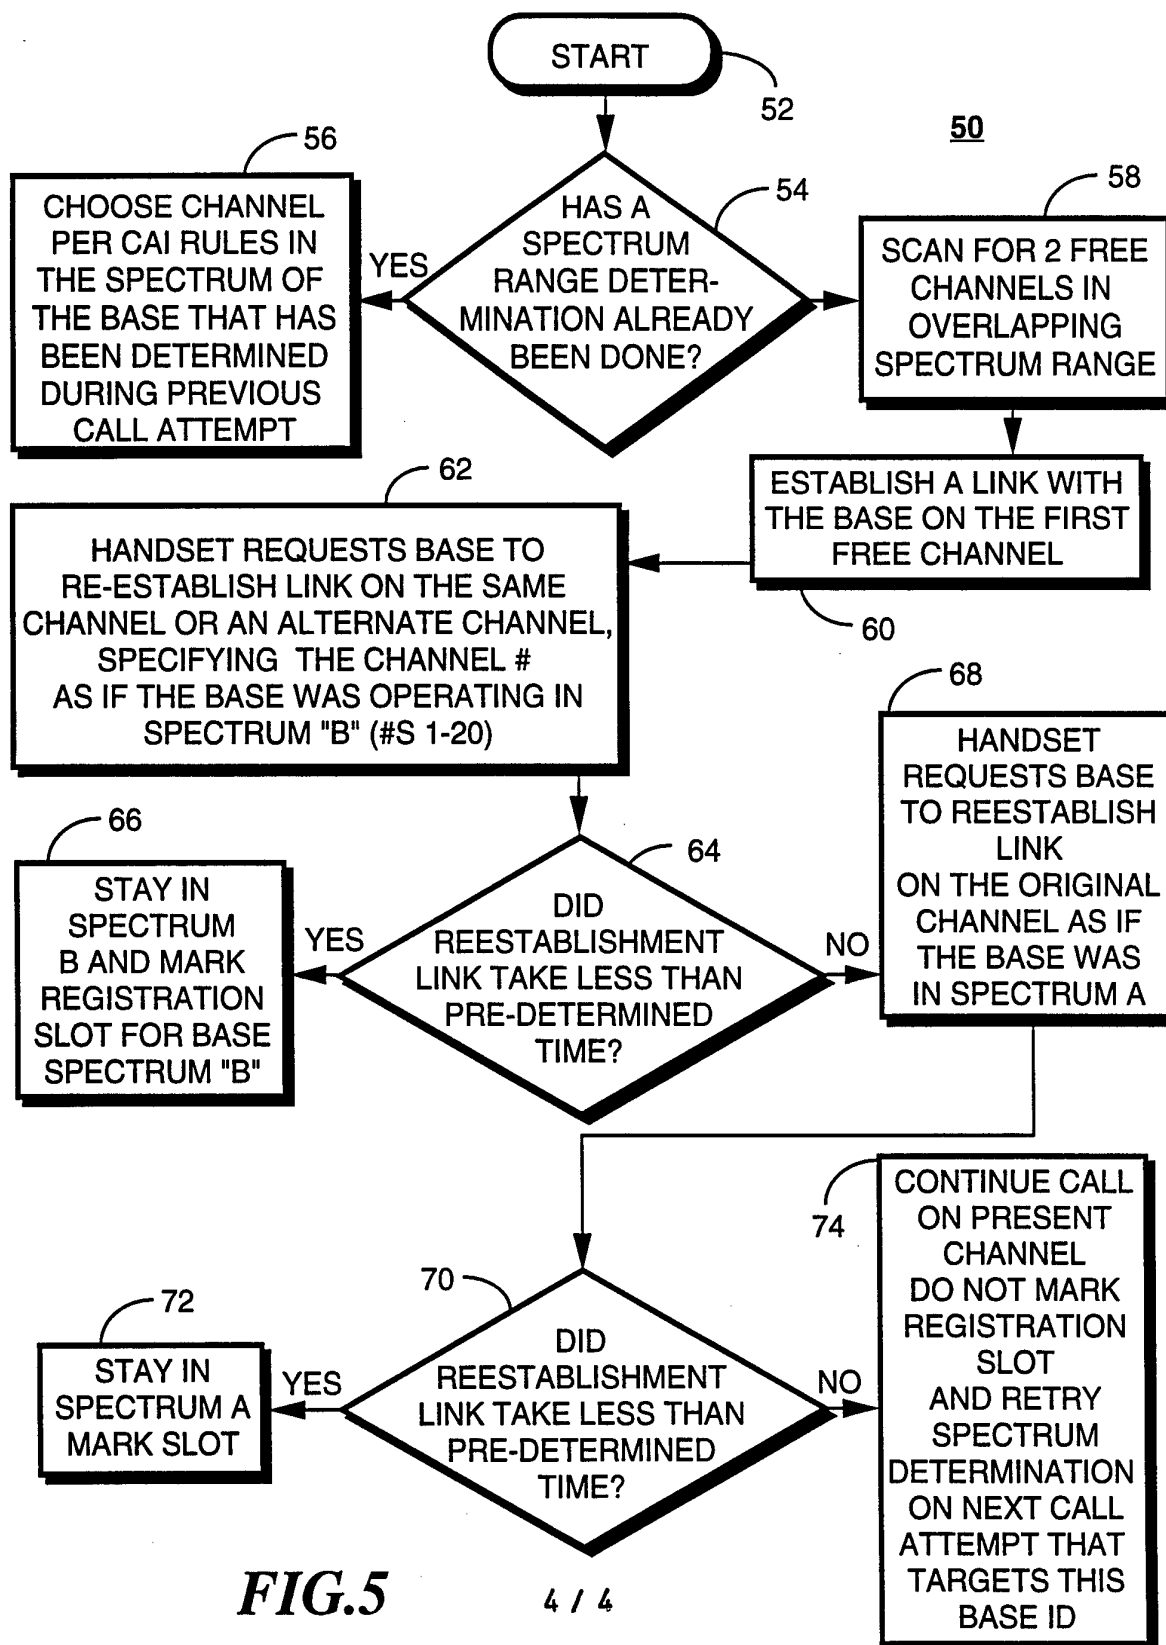 START
52
50
56
CHOOSE CHANNEL
PER CAI RULES IN
THE SPECTRUM OF
THE BASE THAT HAS
BEEN DETERMINED
DURING PREVIOUS
CALL ATTEMPT
YES
54
HAS A
SPECTRUM
RANGE DETER-
MINATION ALREADY
BEEN DONE?
58
SCAN FOR 2 FREE
CHANNELS IN
OVERLAPPING
SPECTRUM RANGE
ESTABLISH A LINK WITH
THE BASE ON THE FIRST
FREE CHANNEL
60
62
HANDSET REQUESTS BASE TO
RE-ESTABLISH LINK ON THE SAME
CHANNEL OR AN ALTERNATE CHANNEL,
SPECIFYING THE CHANNEL #
AS IF THE BASE WAS OPERATING IN
SPECTRUM "B" (#S 1-20)
64
DID
REESTABLISHMENT
LINK TAKE LESS THAN
PRE-DETERMINED
TIME?
YES
66
STAY IN
SPECTRUM
B AND MARK
REGISTRATION
SLOT FOR BASE
SPECTRUM "B"
NO
68
HANDSET
REQUESTS BASE
TO REESTABLISH
LINK
ON THE ORIGINAL
CHANNEL AS IF
THE BASE WAS
IN SPECTRUM A
70
DID
REESTABLISHMENT
LINK TAKE LESS THAN
PRE-DETERMINED
TIME?
YES
72
STAY IN
SPECTRUM A
MARK SLOT
NO
74
CONTINUE CALL
ON PRESENT
CHANNEL
DO NOT MARK
REGISTRATION
SLOT
AND RETRY
SPECTRUM
DETERMINATION
ON NEXT CALL
ATTEMPT THAT
TARGETS THIS
BASE ID
FIG.5
4 / 4